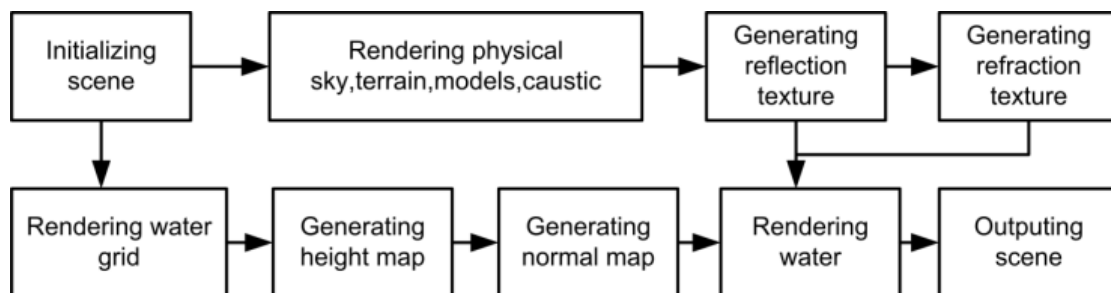 Initializing
scene
Rendering physical
sky,terrain,models,caustic
Generating
reflection
texture
Generating
refraction
texture
Rendering water
grid
Generating
height map
Generating
normal map
Rendering
water
Outputing
scene